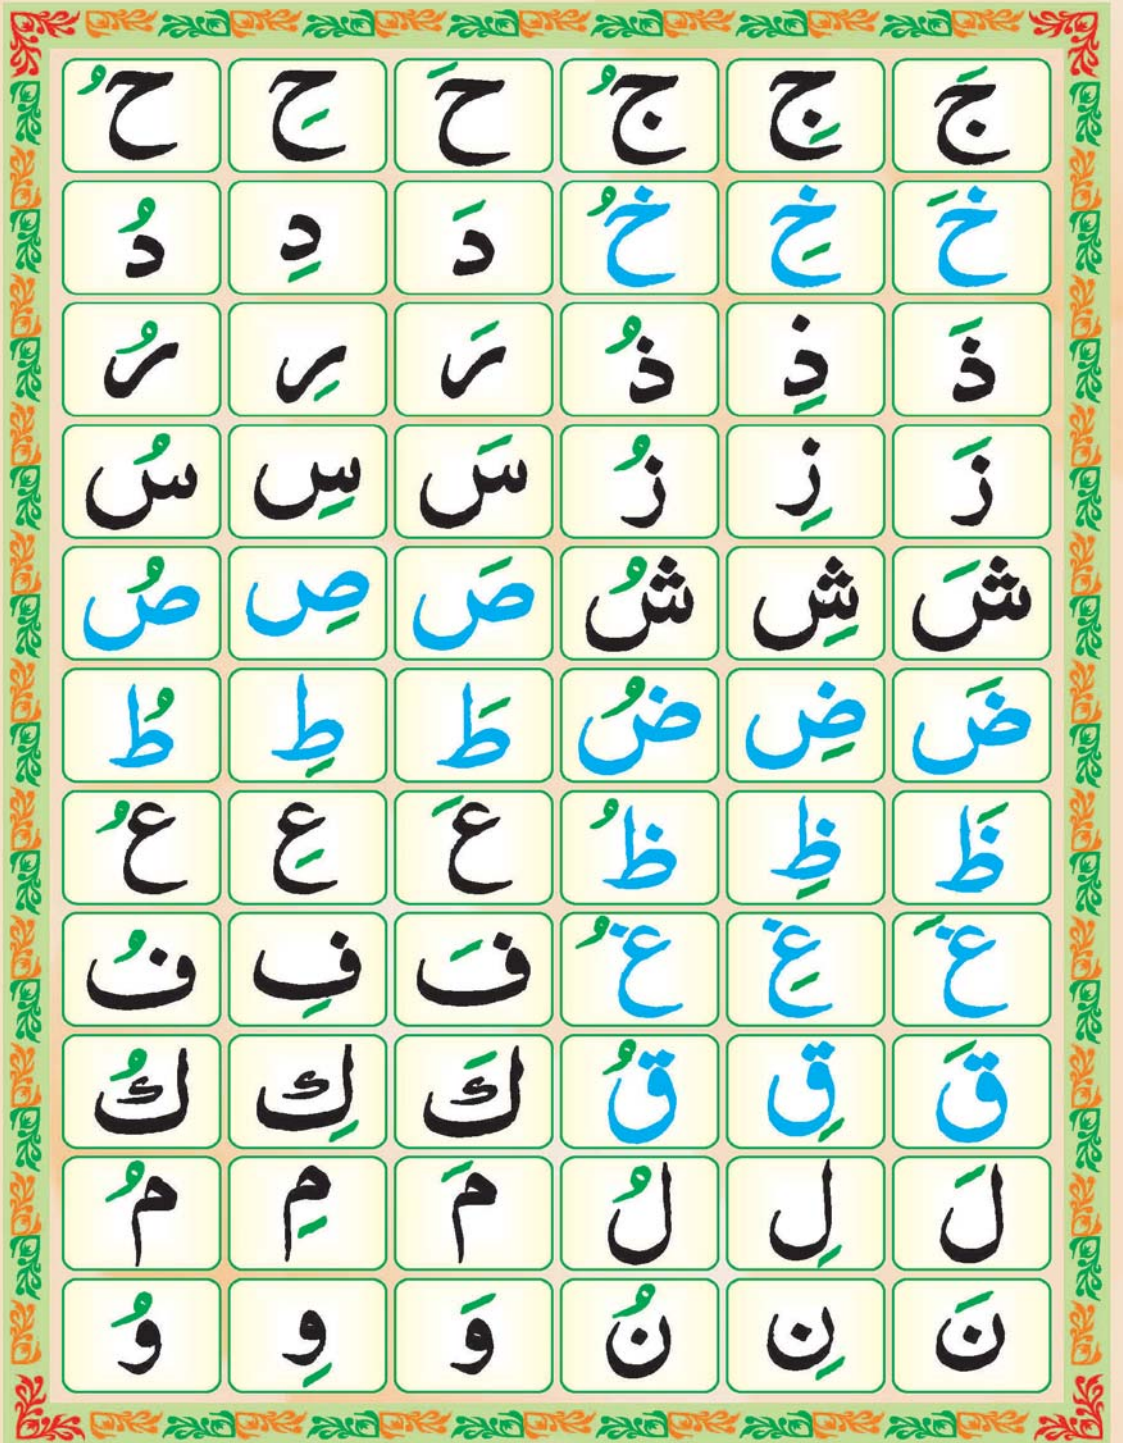 جَ جِ جُ حَ حِ حُ
خَ خِ خُ دَ دِ دُ
ذَ ذِ ذُ رَ رِ رُ
زَ زِ زُ سَ سِ سُ
شَ شِ شُ صَ صِ صُ
ضَ ضِ ضُ طَ طِ طُ
ظَ ظِ ظُ عَ عِ عُ
غَ غِ غُ فَ فِ فُ
قَ قِ قُ كَ كِ كُ
لَ لِ لُ مَ مِ مُ
نَ نِ نُ وَ وِ وُ